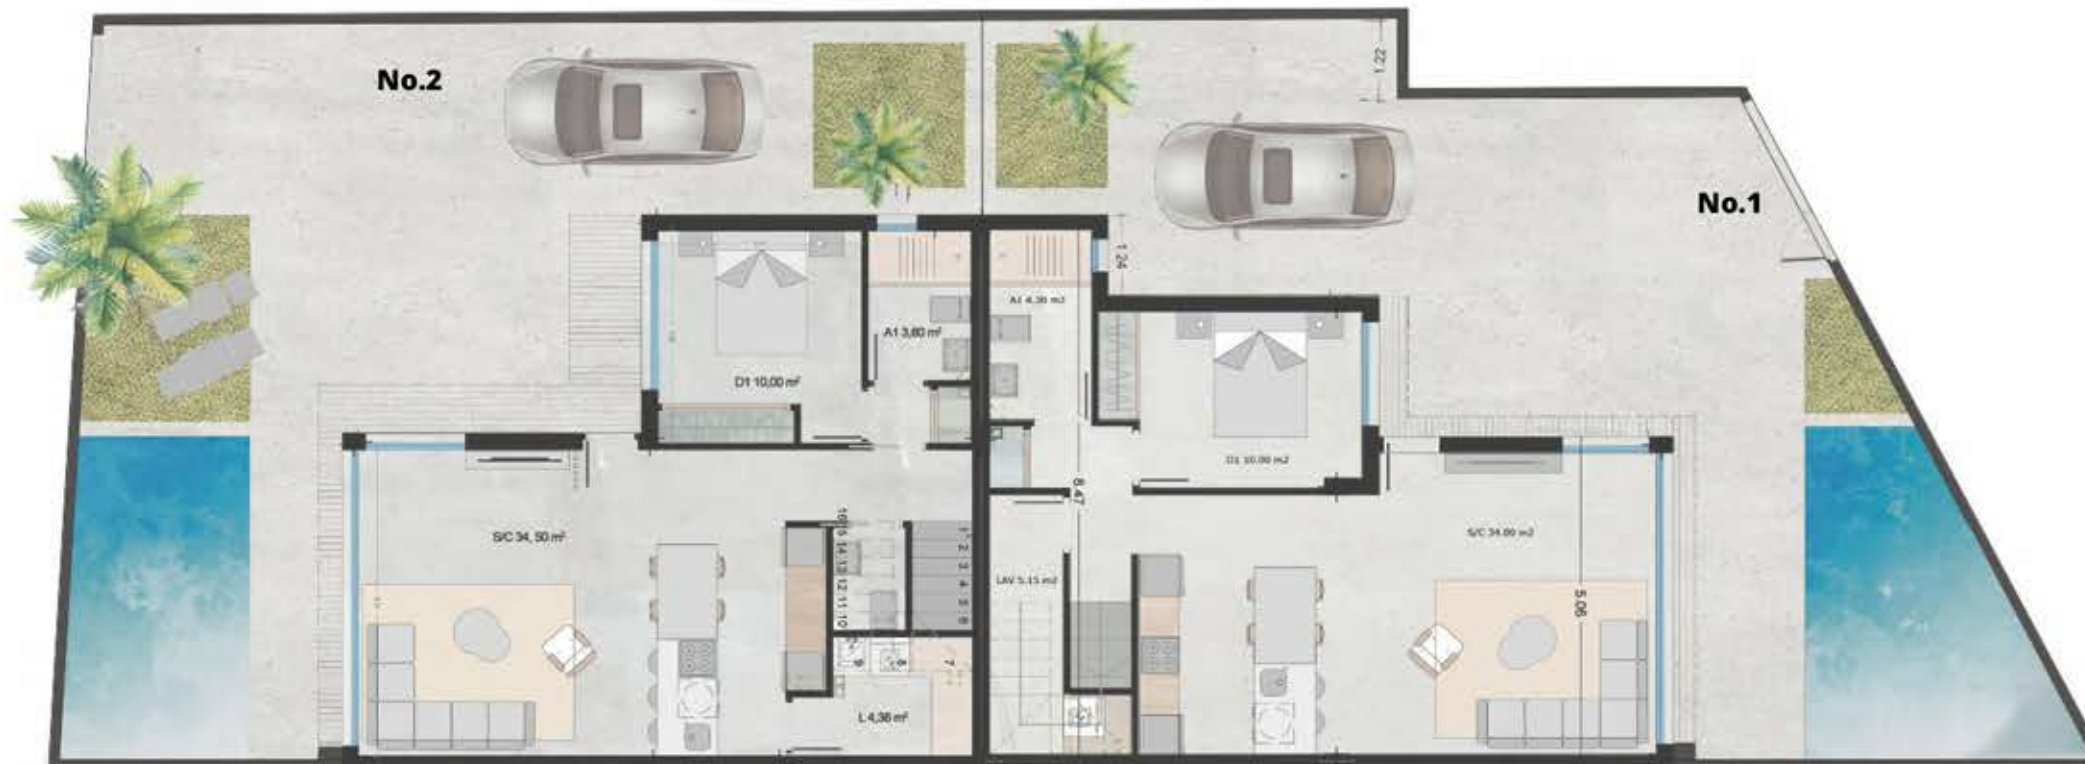 No.2
1.22
No.1
1.24
A1 4.30 m2
A1 3,60 m²
D1 10,00 m²
D1 10.00 m2
8.47
S/C 34, 50 m²
S/C 34.00 m2
16 15 14 13 12 11 10
1
2
3
4
5
6
LAV 5.15 m2
5.06
9 8 7
L 4,36 m²